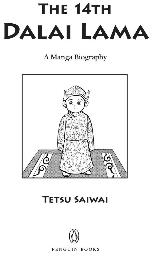 THE 14TH
DALAI LAMA
A Manga Biography
TETSU SAIWAI
PENGUIN BOOKS